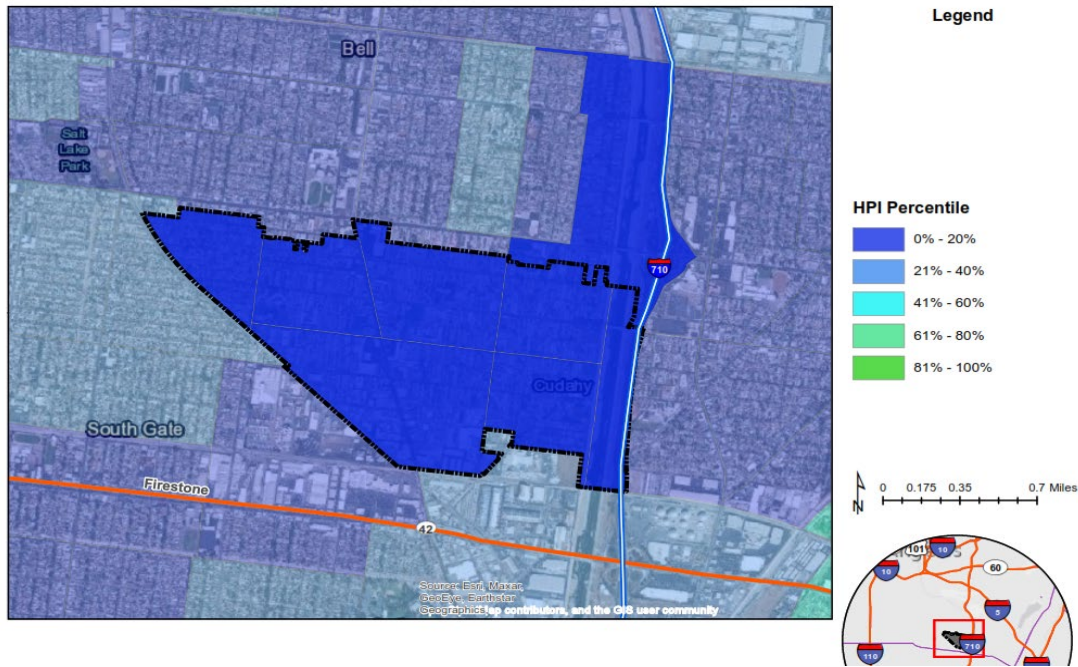 Legend
Bell
Salt
Lake
Park
710
HPI Percentile
0% - 20%
21% - 40%
41% - 60%
61% - 80%
81% - 100%
Cudahy
South Gate
Firestone
42
N
0 0.175 0.35 0.7 Miles
Source: Esri, Maxar,
GeoEye, Earthstar
Geographics, contributors, and the GIS user community
101
10
10
60
5
710
110